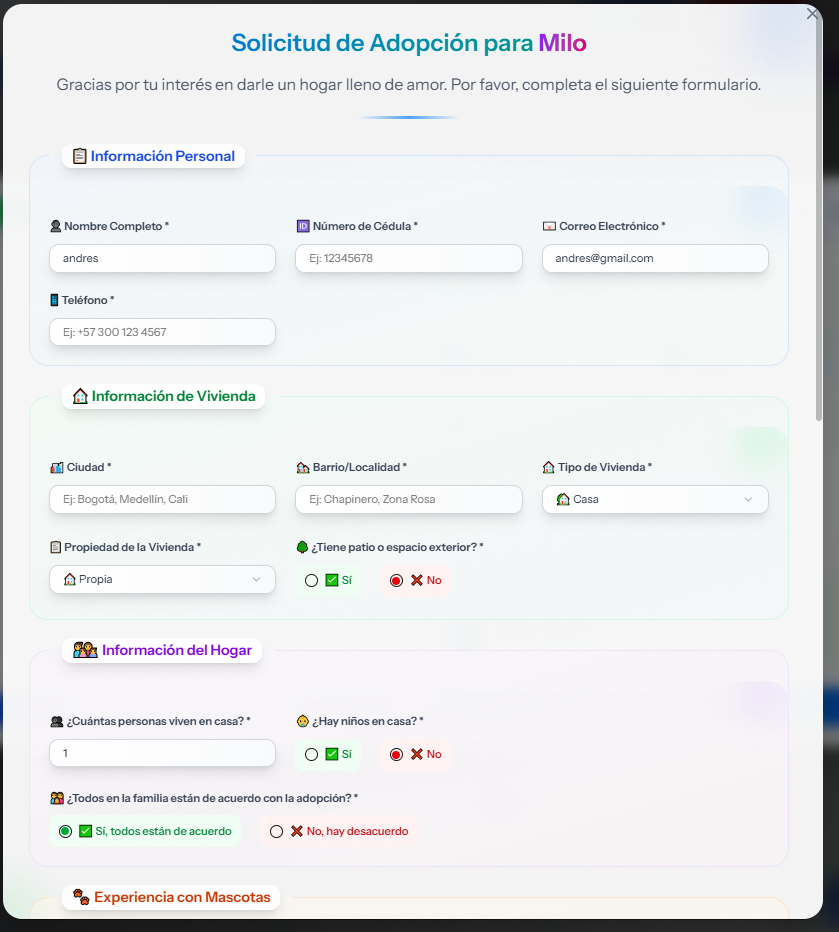 Solicitud de Adopción para Milo
Gracias por tu interés en darle un hogar lleno de amor. Por favor, completa el siguiente formulario.
Información Personal
Nombre Completo * Número de Cédula * Correo Electrónico *
andres Ej: 12345678 andres@gmail.com
Teléfono *
Ej: +57 300 123 4567
Información de Vivienda
Ciudad * Barrio/Localidad * Tipo de Vivienda *
Ej: Bogotá, Medellín, Cali Ej: Chapinero, Zona Rosa Casa
Propiedad de la Vivienda * ¿Tiene patio o espacio exterior? *
Propia Sí No
Información del Hogar
¿Cuántas personas viven en casa? * ¿Hay niños en casa? *
1 Sí No
¿Todos en la familia están de acuerdo con la adopción? *
Sí, todos están de acuerdo No, hay desacuerdo
Experiencia con Mascotas